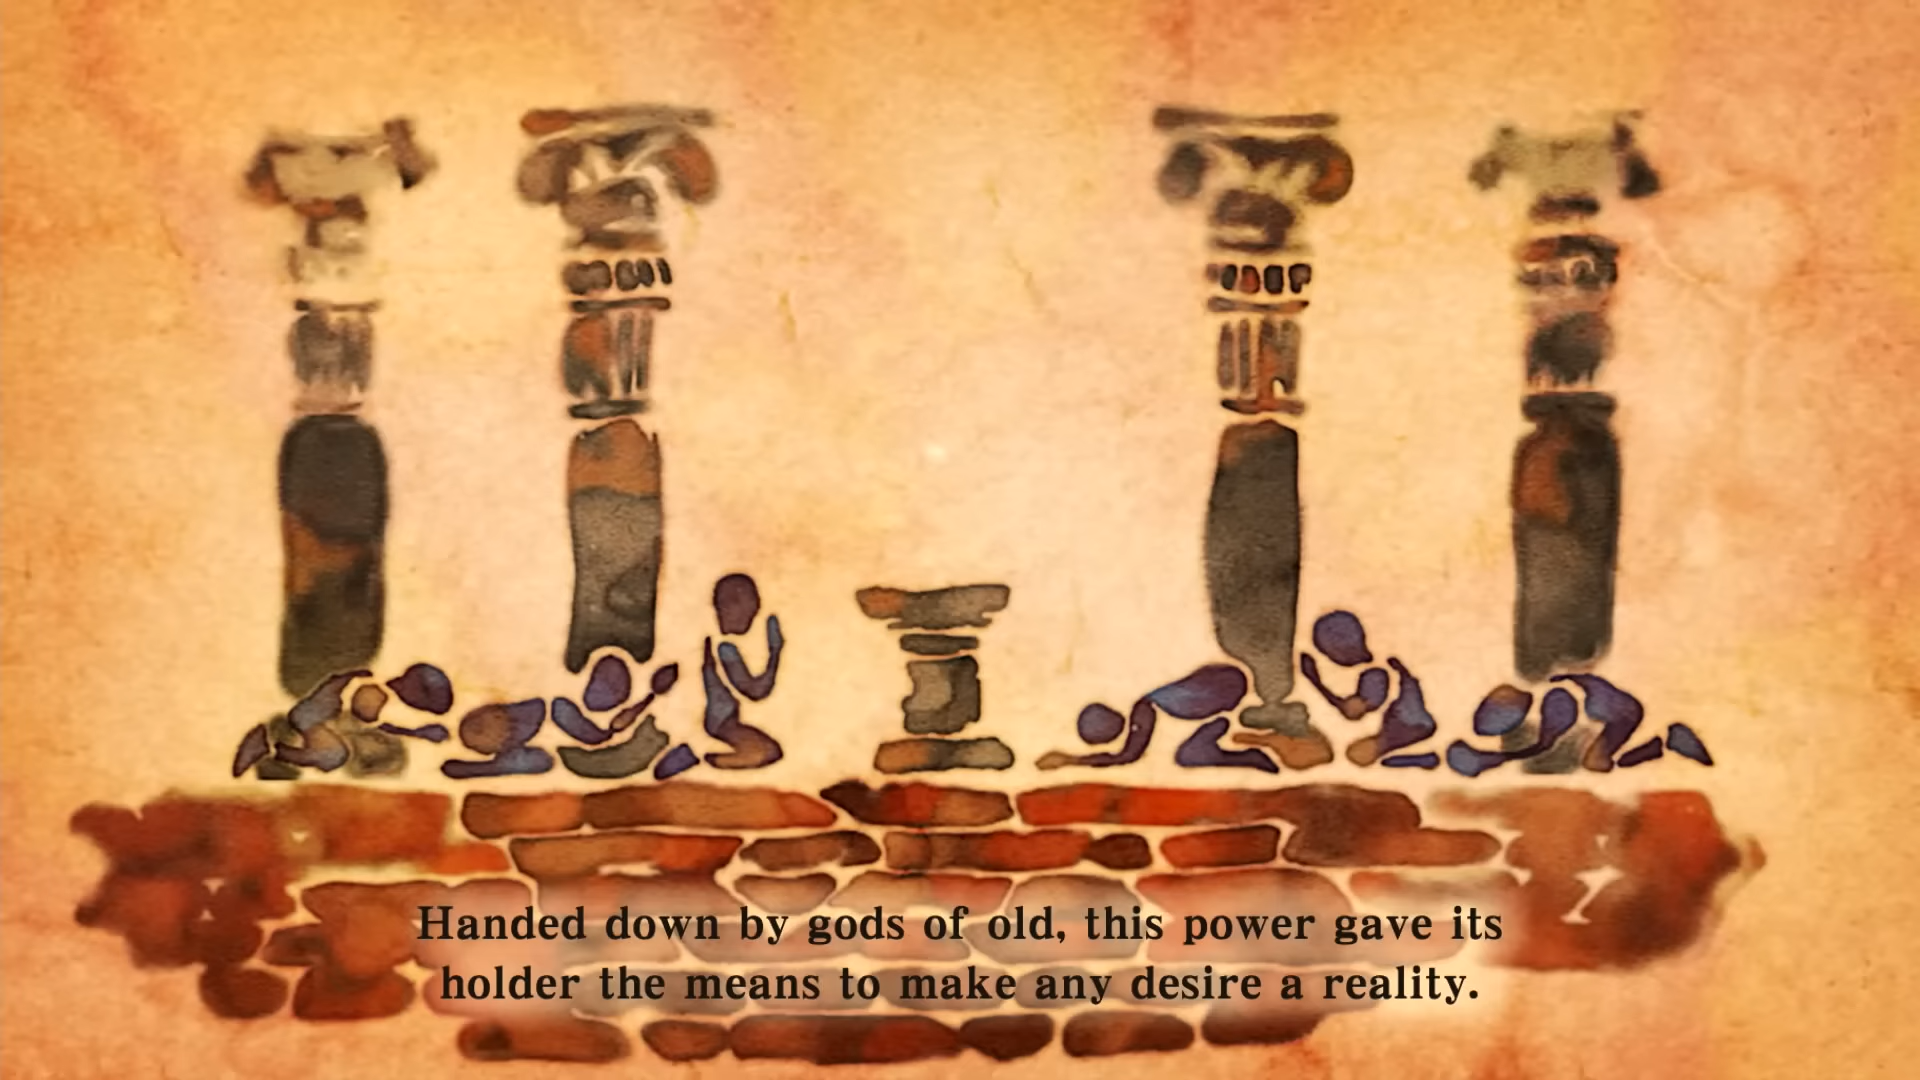 Handed down by gods of old, this power gave its
holder the means to make any desire a reality.